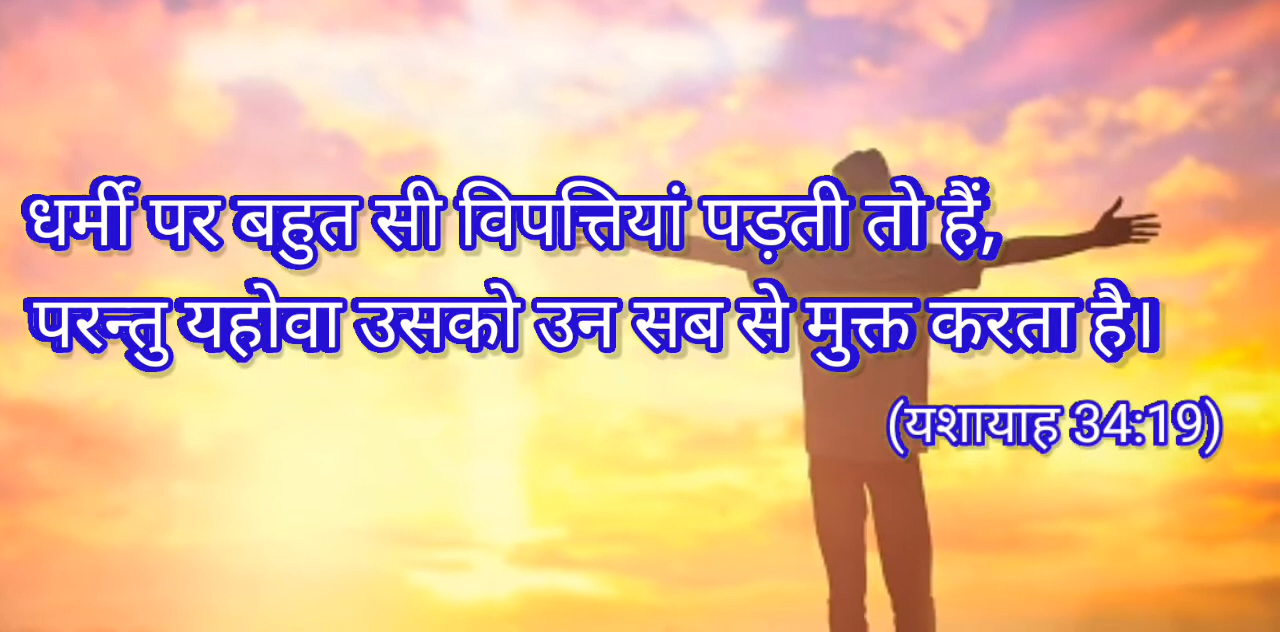 धर्मी पर बहुत सी विपत्तियां पड़ती तो हैं,
परन्तु यहोवा उसको उन सब से मुक्त करता है।
(यशायाह 34:19)